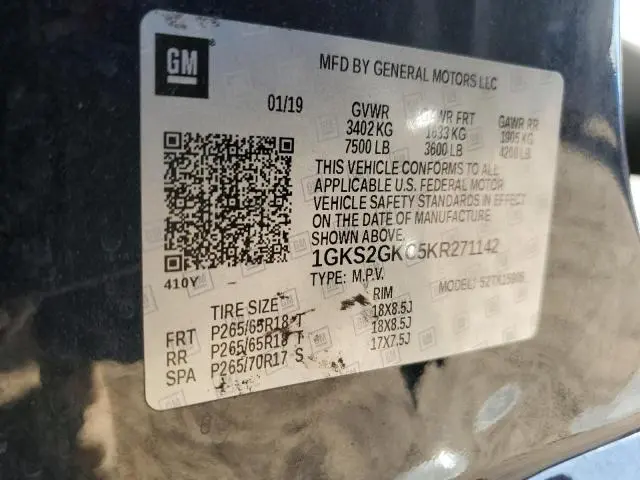 GM
MFD BY GENERAL MOTORS LLC
01/19 GVWR GAWR FRT GAWR RR
3402 KG 1633 KG 1905 KG
7500 LB 3600 LB 4200 LB
THIS VEHICLE CONFORMS TO ALL
APPLICABLE U.S. FEDERAL MOTOR
VEHICLE SAFETY STANDARDS IN EFFECT
ON THE DATE OF MANUFACTURE
SHOWN ABOVE.
1GKS2GKC5KR271142
TYPE: M.P.V. MODEL:
410Y
TIRE SIZE RIM
FRT P265/65R18 T 18X8.5J
RR P265/65R18 T 18X8.5J
SPA P265/70R17 S 17X7.5J